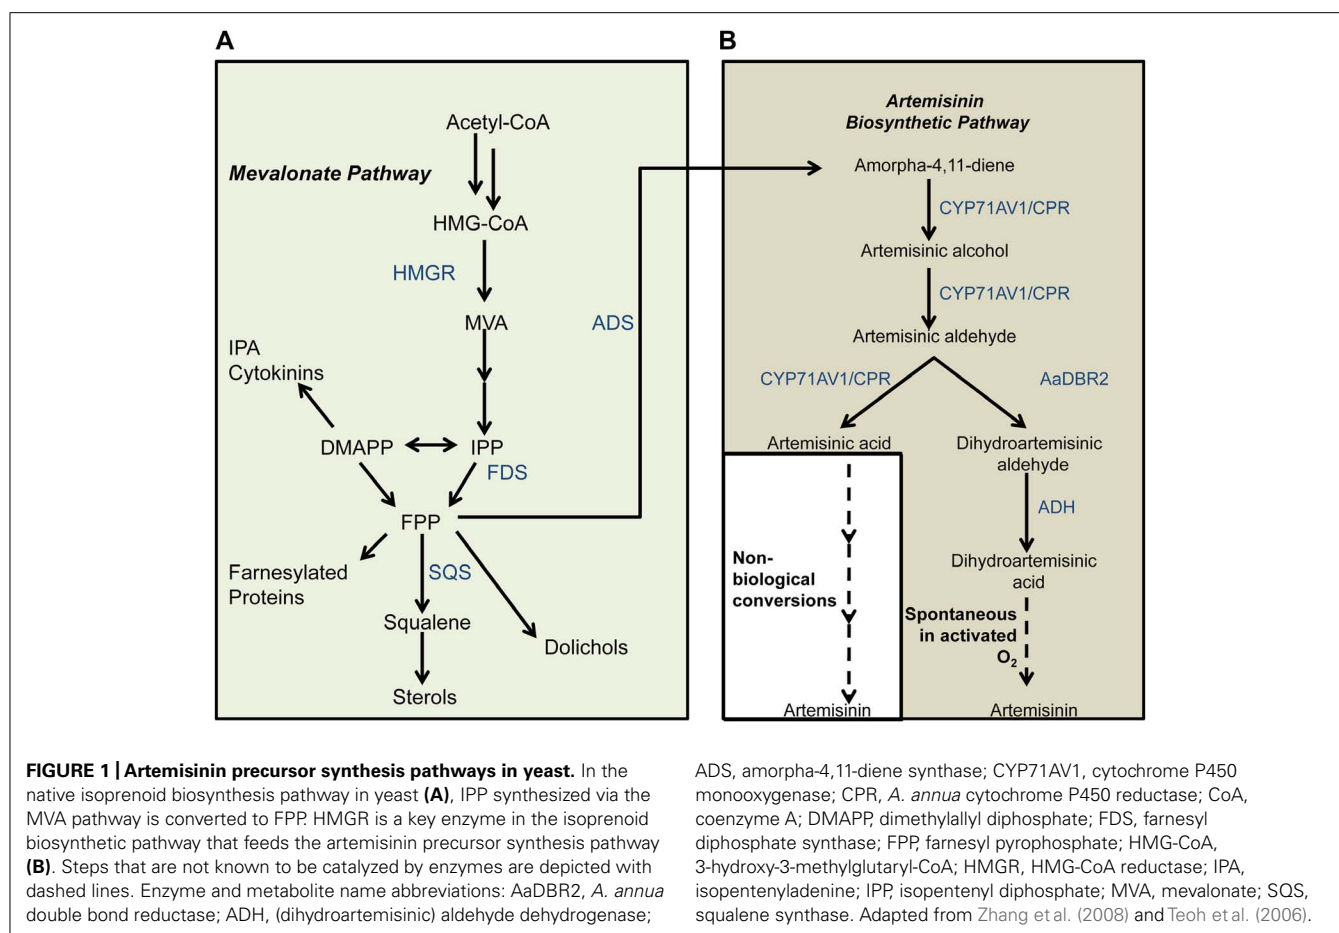 A
Acetyl-CoA
Mevalonate Pathway
HMG-CoA
HMGR
MVA
ADS
IPA
Cytokinins
DMAPP
IPP
FDS
FPP
Farnesylated
Proteins
SQS
Squalene
Dolichols
Sterols
B
Artemisinin
Biosynthetic Pathway
Amorpha-4,11-diene
CYP71AV1/CPR
Artemisinic alcohol
CYP71AV1/CPR
Artemisinic aldehyde
CYP71AV1/CPR
AaDBR2
Artemisinic acid
Dihydroartemisinic
aldehyde
ADH
Non-
biological
conversions
Dihydroartemisinic
acid
Spontaneous
in activated
O₂
Artemisinin
Artemisinin
FIGURE 1 | Artemisinin precursor synthesis pathways in yeast. In the
native isoprenoid biosynthesis pathway in yeast (A), IPP synthesized via the
MVA pathway is converted to FPP. HMGR is a key enzyme in the isoprenoid
biosynthetic pathway that feeds the artemisinin precursor synthesis pathway
(B). Steps that are not known to be catalyzed by enzymes are depicted with
dashed lines. Enzyme and metabolite name abbreviations: AaDBR2, A. annua
double bond reductase; ADH, (dihydroartemisinic) aldehyde dehydrogenase;
ADS, amorpha-4,11-diene synthase; CYP71AV1, cytochrome P450
monooxygenase; CPR, A. annua cytochrome P450 reductase; CoA,
coenzyme A; DMAPP, dimethylallyl diphosphate; FDS, farnesyl
diphosphate synthase; FPP, farnesyl pyrophosphate; HMG-CoA,
3-hydroxy-3-methylglutaryl-CoA; HMGR, HMG-CoA reductase; IPA,
isopentenyladenine; IPP, isopentenyl diphosphate; MVA, mevalonate; SQS,
squalene synthase. Adapted from Zhang et al. (2008) and Teoh et al. (2006).